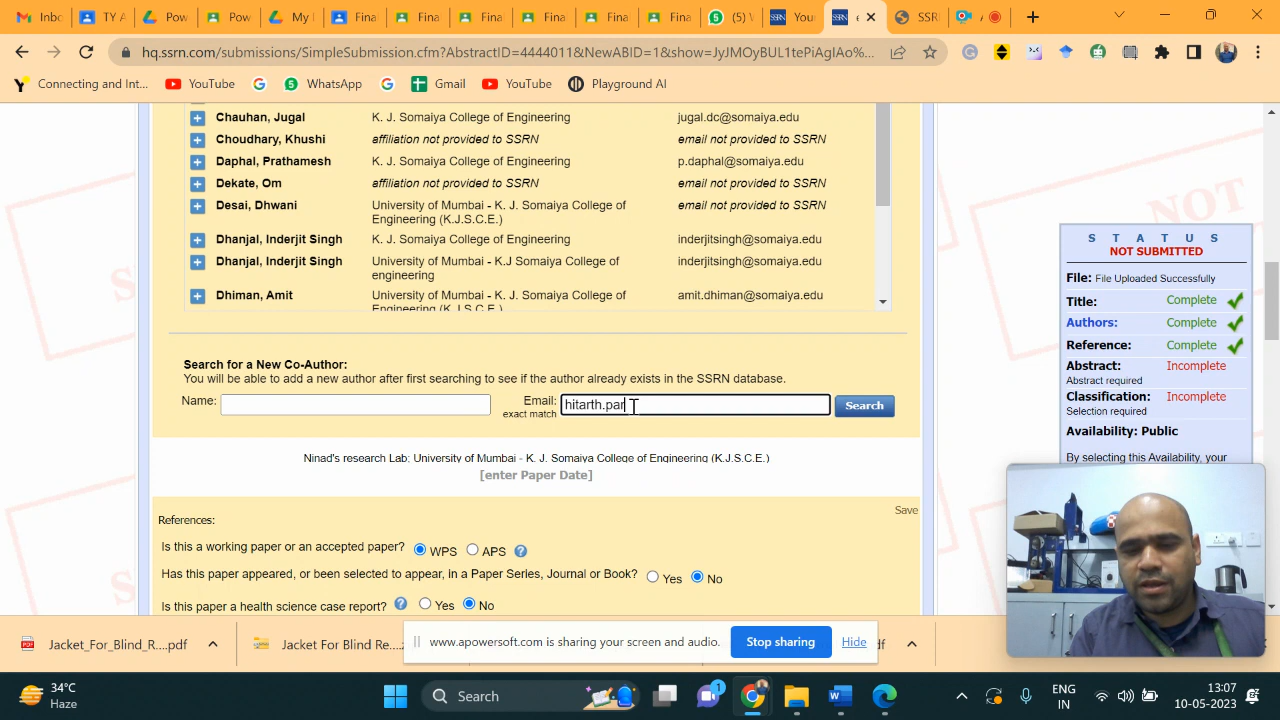 Inbo
TY A
Pow
Pow
My I
Fina
Fina
Fina
Fina
Fina
(5) \
You
e
SSRI
hq.ssrn.com/submissions/SimpleSubmission.cfm?AbstractID=4444011&NewABID=1&show=JyJMOyBUL1tePiAgIAo%...
Connecting and Int...
YouTube
WhatsApp
Gmail
YouTube
Playground AI
Chauhan, Jugal K. J. Somaiya College of Engineering jugal.dc@somaiya.edu
Choudhary, Khushi affiliation not provided to SSRN email not provided to SSRN
Daphal, Prathamesh K. J. Somaiya College of Engineering p.daphal@somaiya.edu
Dekate, Om affiliation not provided to SSRN email not provided to SSRN
Desai, Dhwani University of Mumbai - K. J. Somaiya College of email not provided to SSRN
Engineering (K.J.S.C.E.)
Dhanjal, Inderjit Singh K. J. Somaiya College of Engineering inderjitsingh@somaiya.edu
Dhanjal, Inderjit Singh University of Mumbai - K.J Somaiya College of inderjitsingh@somaiya.edu
engineering
Dhiman, Amit University of Mumbai - K. J. Somaiya College of amit.dhiman@somaiya.edu
Engineering (K.J.S.C.E.)
Search for a New Co-Author:
You will be able to add a new author after first searching to see if the author already exists in the SSRN database.
Name: Email: hitarth.par Search
exact match
Ninad's research Lab; University of Mumbai - K. J. Somaiya College of Engineering (K.J.S.C.E.)
[enter Paper Date]
Save
References:
Is this a working paper or an accepted paper? WPS APS ?
Has this paper appeared, or been selected to appear, in a Paper Series, Journal or Book? Yes No
Is this paper a health science case report? ? Yes No
NOT
S T A T U S
NOT SUBMITTED
File: File Uploaded Successfully
Title: Complete
Authors: Complete
Reference: Complete
Abstract: Incomplete
Abstract required
Classification: Incomplete
Selection required
Availability: Public
By selecting this Availability, your
Jacket_For_Blind_R....pdf
Jacket For Blind Re...
www.apowersoft.com is sharing your screen and audio.
Stop sharing
Hide
df
34°C
Haze
Search
ENG
IN
13:07
10-05-2023